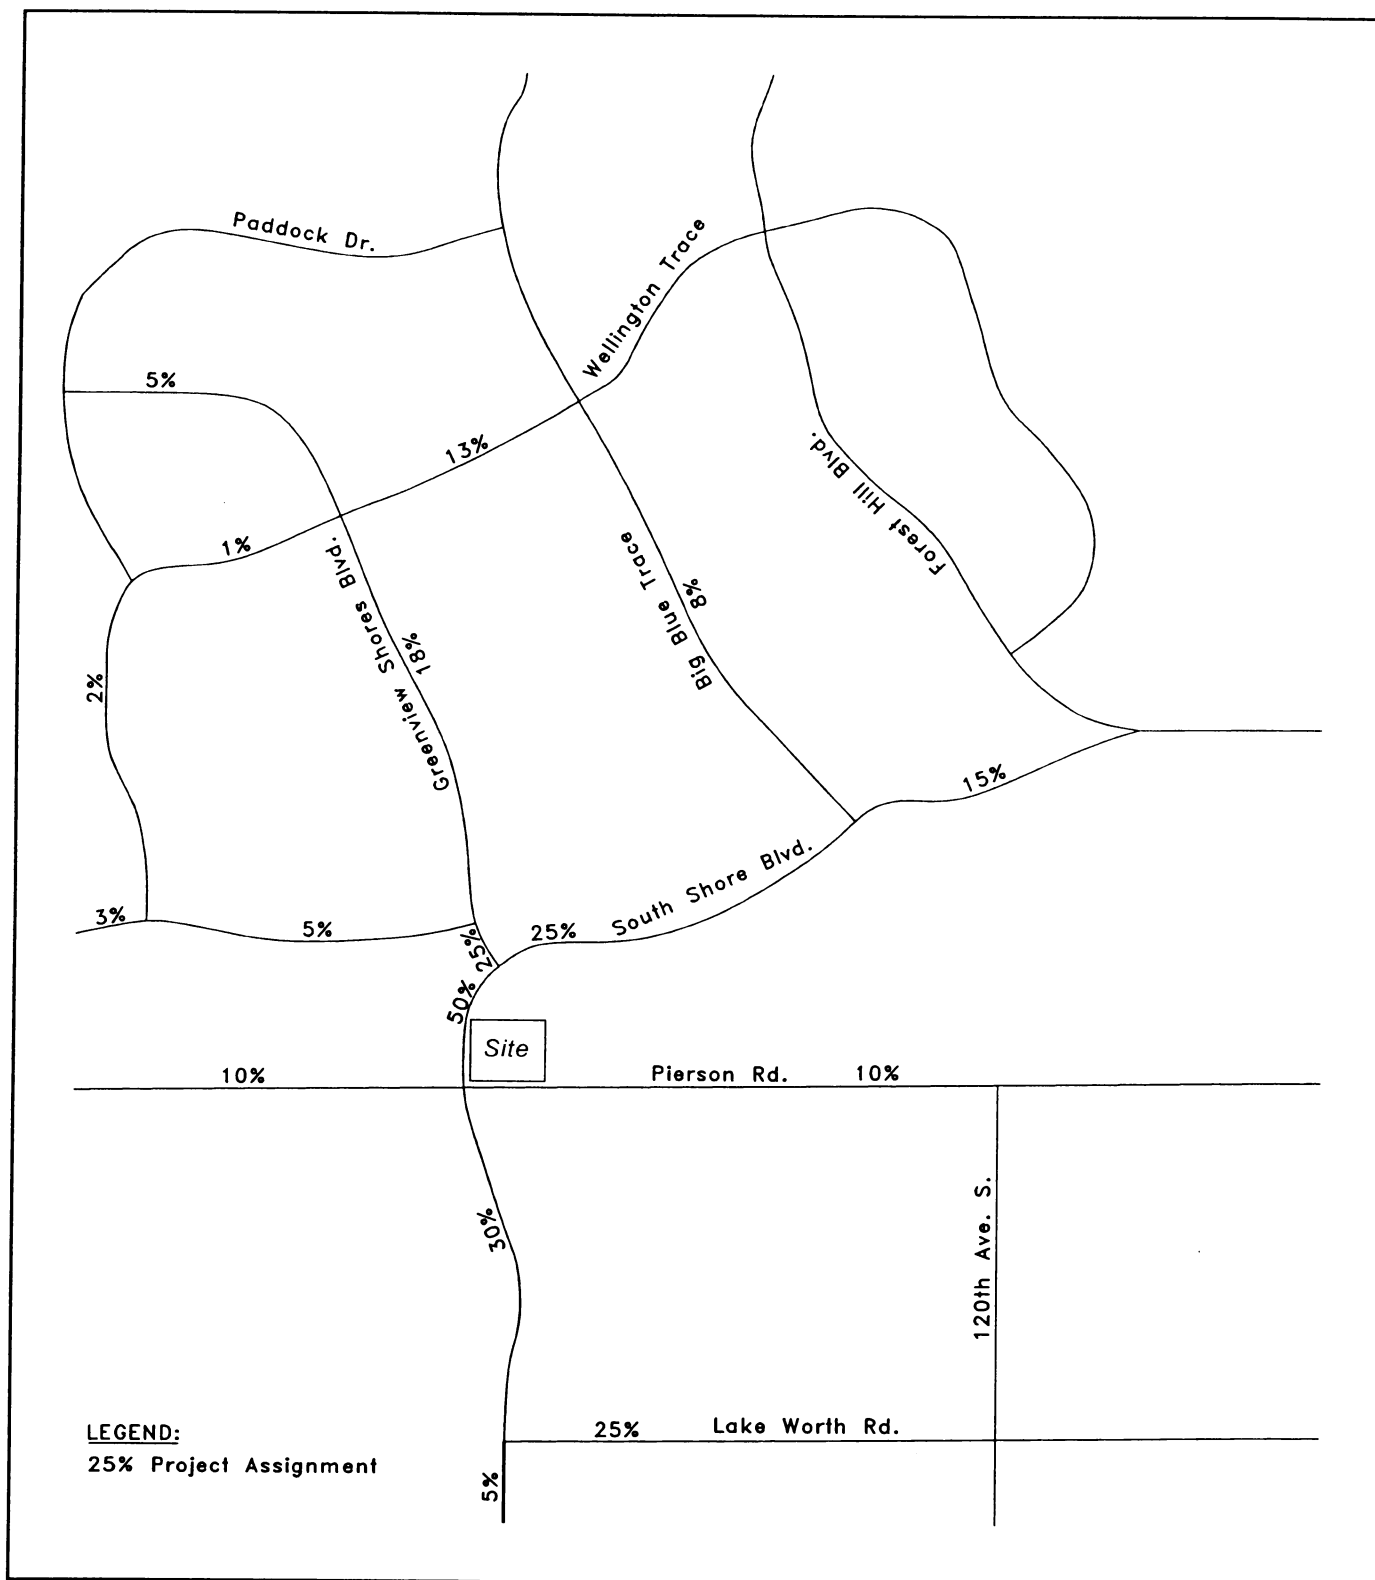 Paddock Dr.
Wellington Trace
5%
13%
Forest Hill Blvd.
1%
Greenview Shores Blvd.
18%
Big Blue Trace
8%
2%
15%
South Shore Blvd.
3%
5%
25%
25%
50%
Site
10%
Pierson Rd.
10%
30%
120th Ave. S.
25%
Lake Worth Rd.
5%
LEGEND:
25% Project Assignment